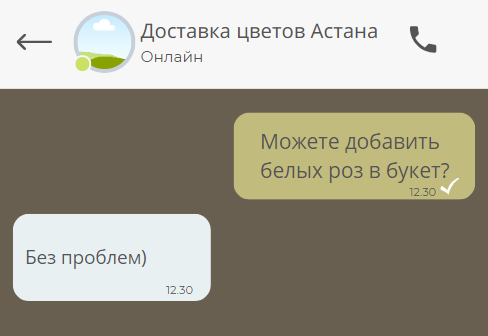 Доставка цветов Астана
Онлайн
Можете добавить
белых роз в букет?
12.30
Без проблем)
12.30